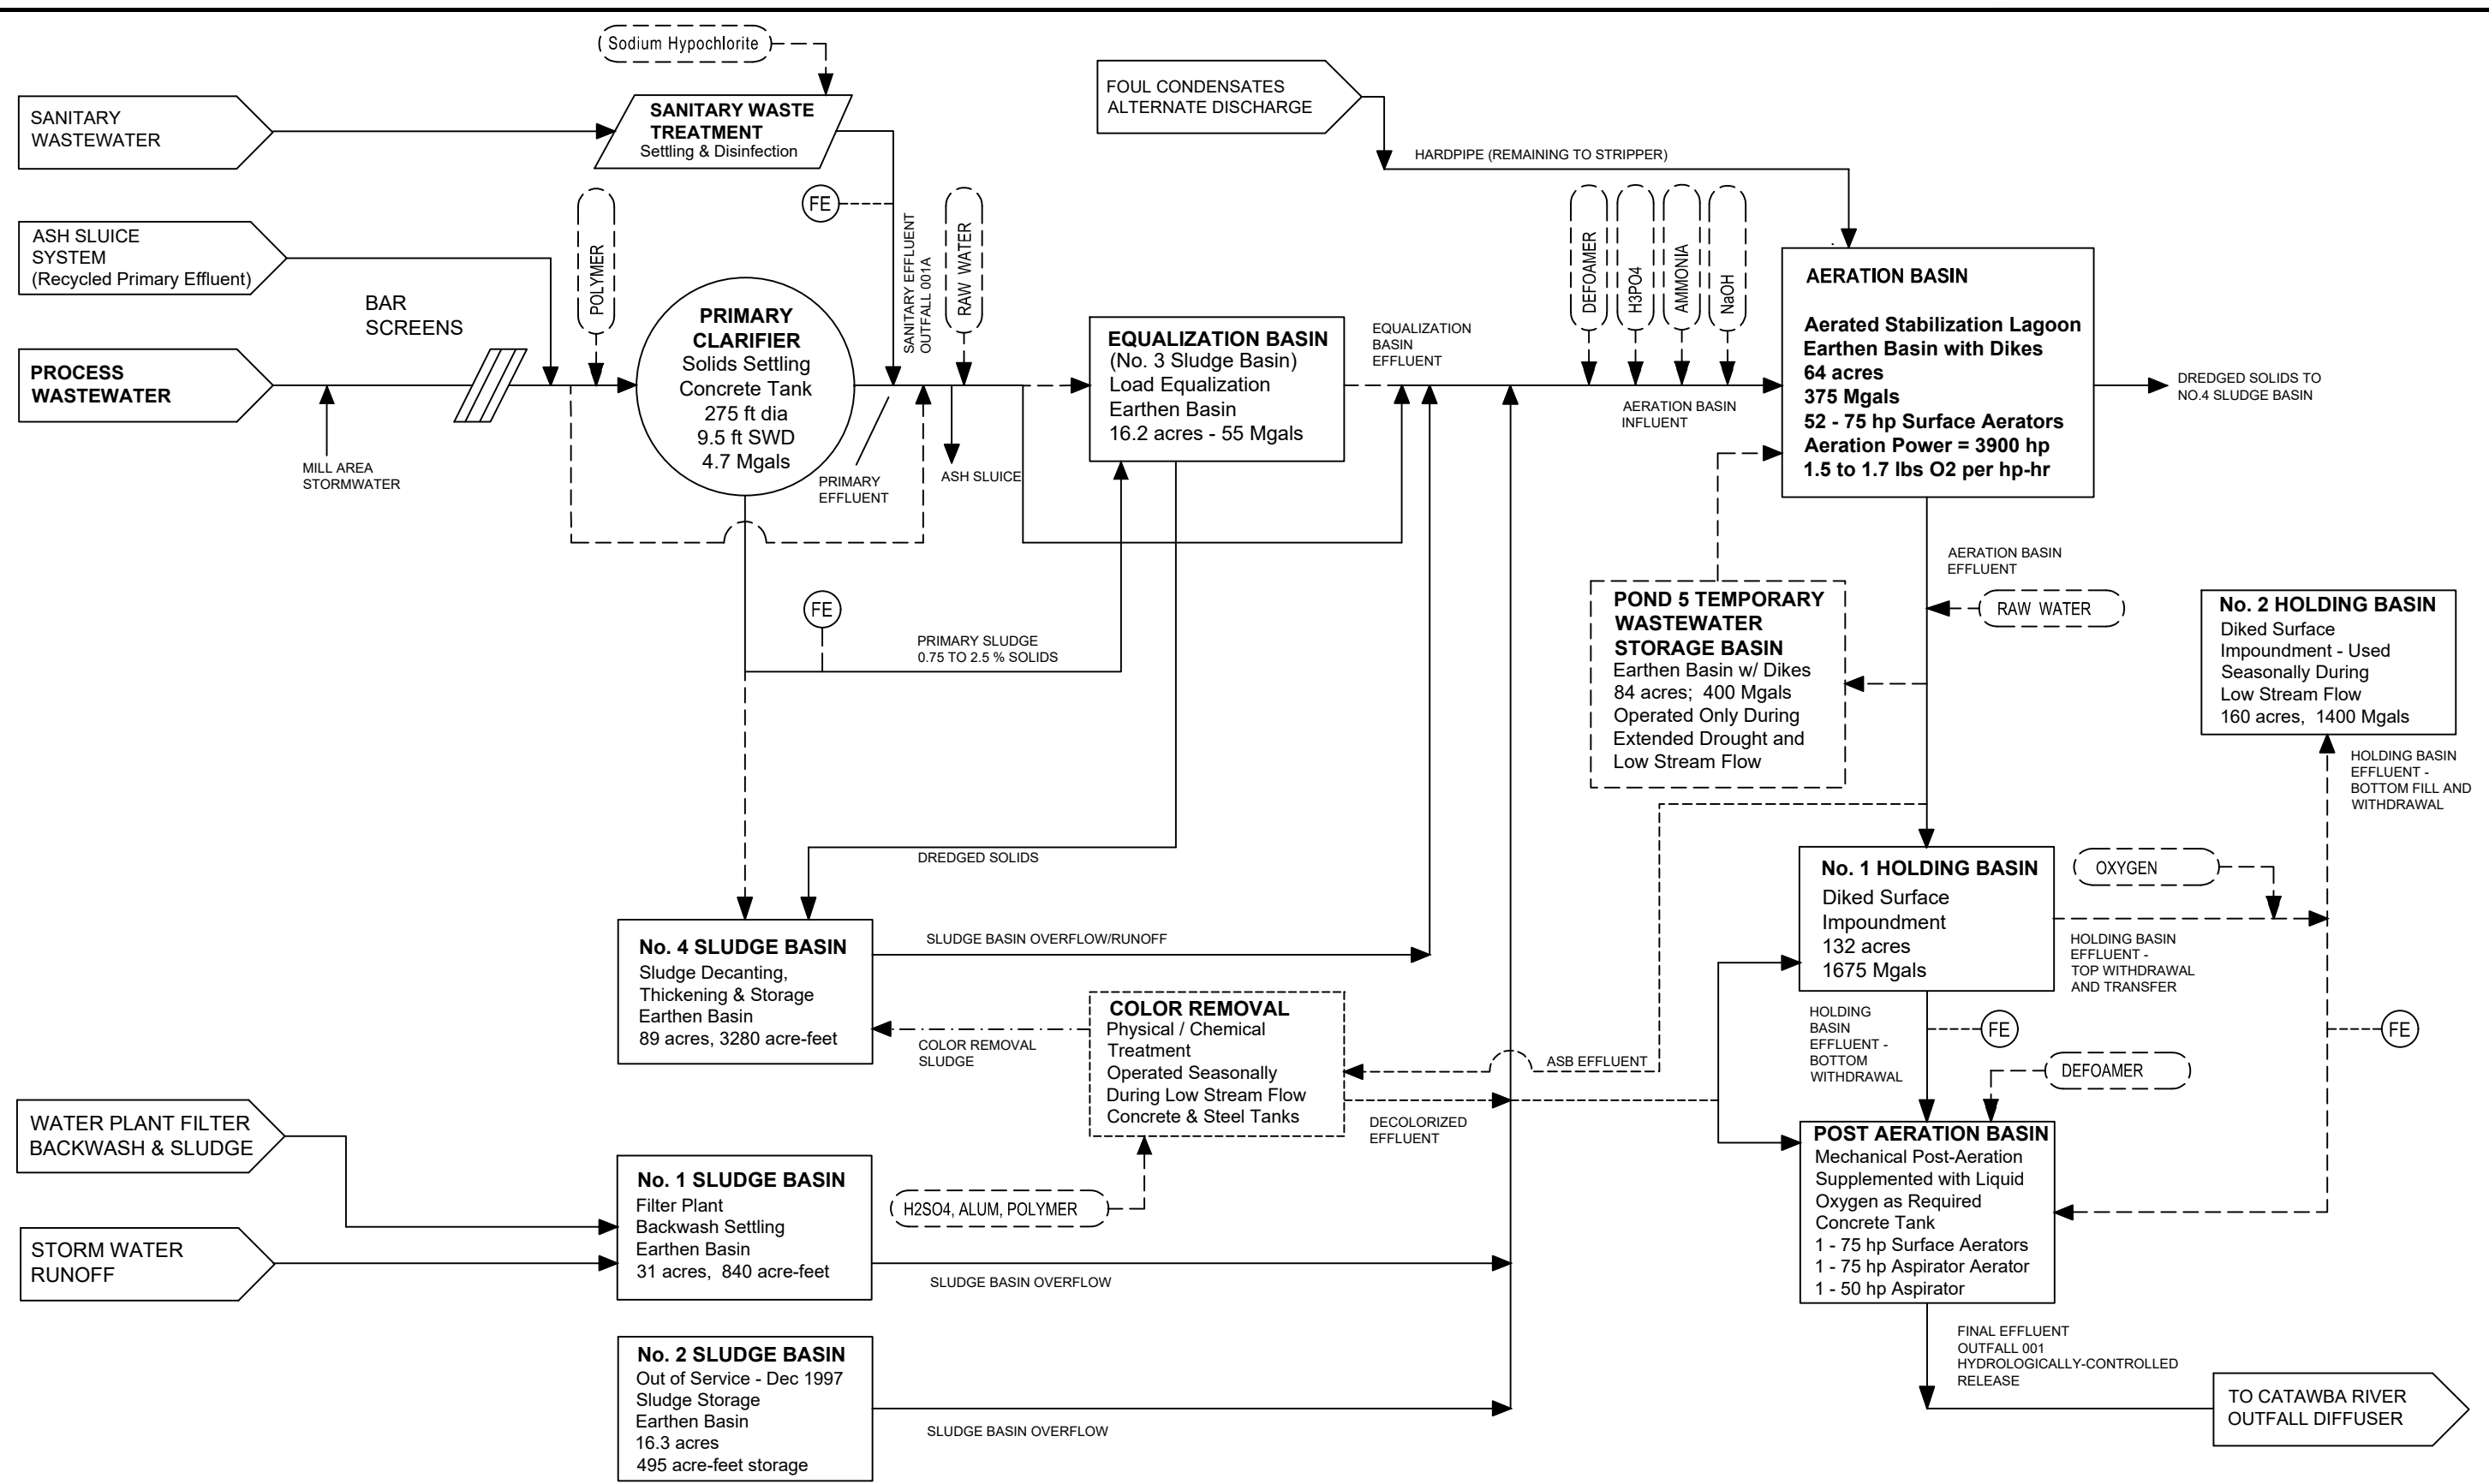 Sodium Hypochlorite
SANITARY
WASTEWATER
SANITARY WASTE
TREATMENT
Settling & Disinfection
FOUL CONDENSATES
ALTERNATE DISCHARGE
HARDPIPE (REMAINING TO STRIPPER)
ASH SLUICE
SYSTEM
(Recycled Primary Effluent)
BAR
SCREENS
PROCESS
WASTEWATER
MILL AREA
STORMWATER
POLYMER
FE
SANITARY EFFLUENT
OUTFALL 001A
RAW WATER
PRIMARY
CLARIFIER
Solids Settling
Concrete Tank
275 ft dia
9.5 ft SWD
4.7 Mgals
PRIMARY
EFFLUENT
ASH SLUICE
EQUALIZATION BASIN
(No. 3 Sludge Basin)
Load Equalization
Earthen Basin
16.2 acres - 55 Mgals
EQUALIZATION
BASIN
EFFLUENT
DEFOAMER
H3PO4
AMMONIA
NaOH
AERATION BASIN
INFLUENT
AERATION BASIN
Aerated Stabilization Lagoon
Earthen Basin with Dikes
64 acres
375 Mgals
52 - 75 hp Surface Aerators
Aeration Power = 3900 hp
1.5 to 1.7 lbs O2 per hp-hr
DREDGED SOLIDS TO
NO.4 SLUDGE BASIN
AERATION BASIN
EFFLUENT
RAW WATER
FE
PRIMARY SLUDGE
0.75 TO 2.5 % SOLIDS
POND 5 TEMPORARY
WASTEWATER
STORAGE BASIN
Earthen Basin w/ Dikes
84 acres; 400 Mgals
Operated Only During
Extended Drought and
Low Stream Flow
No. 2 HOLDING BASIN
Diked Surface
Impoundment - Used
Seasonally During
Low Stream Flow
160 acres, 1400 Mgals
HOLDING BASIN
EFFLUENT -
BOTTOM FILL AND
WITHDRAWAL
DREDGED SOLIDS
No. 1 HOLDING BASIN
Diked Surface
Impoundment
132 acres
1675 Mgals
OXYGEN
HOLDING BASIN
EFFLUENT -
TOP WITHDRAWAL
AND TRANSFER
No. 4 SLUDGE BASIN
Sludge Decanting,
Thickening & Storage
Earthen Basin
89 acres, 3280 acre-feet
SLUDGE BASIN OVERFLOW/RUNOFF
COLOR REMOVAL
SLUDGE
COLOR REMOVAL
Physical / Chemical
Treatment
Operated Seasonally
During Low Stream Flow
Concrete & Steel Tanks
ASB EFFLUENT
DECOLORIZED
EFFLUENT
HOLDING
BASIN
EFFLUENT -
BOTTOM
WITHDRAWAL
FE
FE
DEFOAMER
WATER PLANT FILTER
BACKWASH & SLUDGE
STORM WATER
RUNOFF
No. 1 SLUDGE BASIN
Filter Plant
Backwash Settling
Earthen Basin
31 acres, 840 acre-feet
H2SO4, ALUM, POLYMER
SLUDGE BASIN OVERFLOW
POST AERATION BASIN
Mechanical Post-Aeration
Supplemented with Liquid
Oxygen as Required
Concrete Tank
1 - 75 hp Surface Aerators
1 - 75 hp Aspirator Aerator
1 - 50 hp Aspirator
No. 2 SLUDGE BASIN
Out of Service - Dec 1997
Sludge Storage
Earthen Basin
16.3 acres
495 acre-feet storage
SLUDGE BASIN OVERFLOW
FINAL EFFLUENT
OUTFALL 001
HYDROLOGICALLY-CONTROLLED
RELEASE
TO CATAWBA RIVER
OUTFALL DIFFUSER